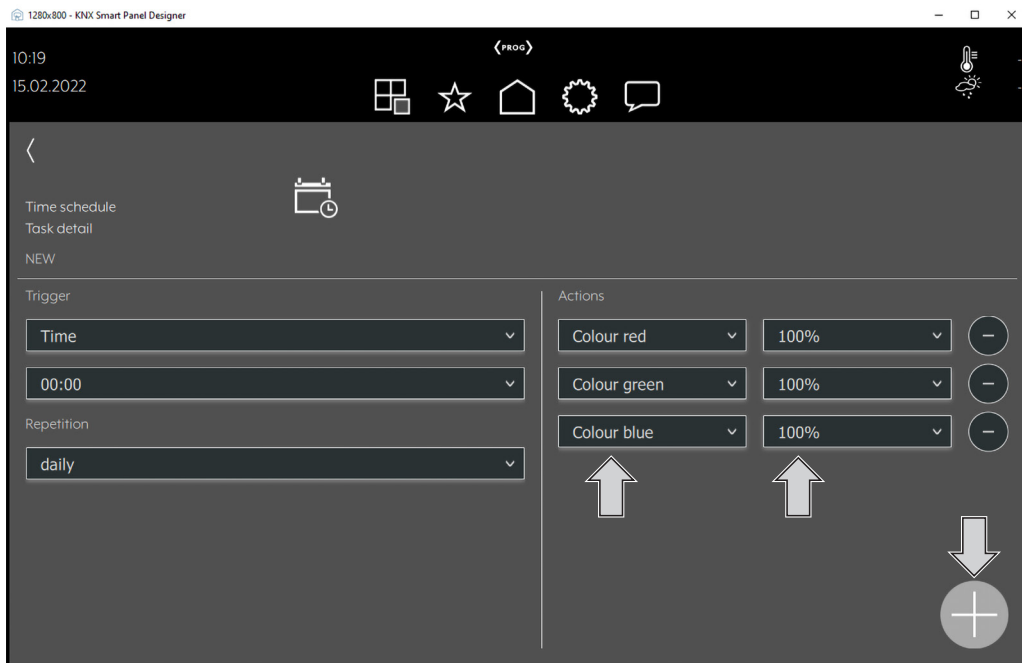 1280x800 - KNX Smart Panel Designer
10:19
15.02.2022
PROG
Time schedule
Task detail
NEW
Trigger
Time
00:00
Repetition
daily
Actions
Colour red 100%
Colour green 100%
Colour blue 100%